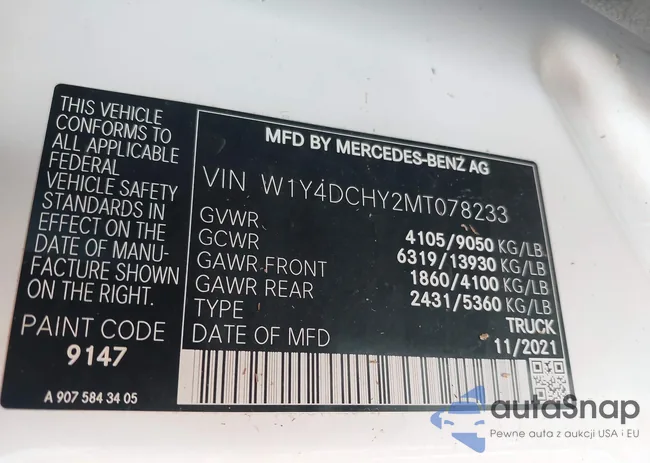 THIS VEHICLE
CONFORMS TO
ALL APPLICABLE
FEDERAL
VEHICLE SAFETY
STANDARDS IN
EFFECT ON THE
DATE OF MANU-
FACTURE SHOWN
ON THE RIGHT.
PAINT CODE
9147
A 907 584 34 05
MFD BY MERCEDES-BENZ AG
VIN W1Y4DCHY2MT078233
GVWR 4105/9050 KG/LB
GCWR 6319/13930 KG/LB
GAWR FRONT 1860/4100 KG/LB
GAWR REAR 2431/5360 KG/LB
TYPE TRUCK
DATE OF MFD 11/2021
autaSnap
Pewne auta z aukcji USA i EU